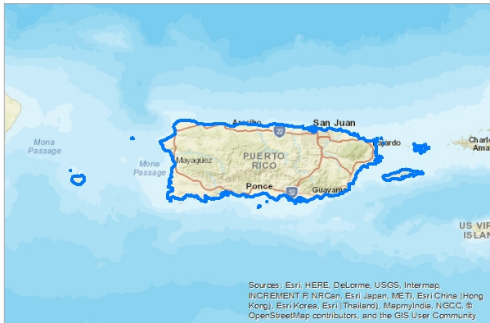 Arecibo
San Juan
Mona
Passage
Mona
Passage
Mayagüez
PUERTO
RICO
Ponce
Guayama
Charl
Ama
US VIR
ISLAN
Sources: Esri, HERE, DeLorme, USGS, Intermap,
INCREMENT P, NRCan, Esri Japan, METI, Esri China (Hong
Kong), Esri Korea, Esri (Thailand), MapmyIndia, NGCC, ©
OpenStreetMap contributors, and the GIS User Community